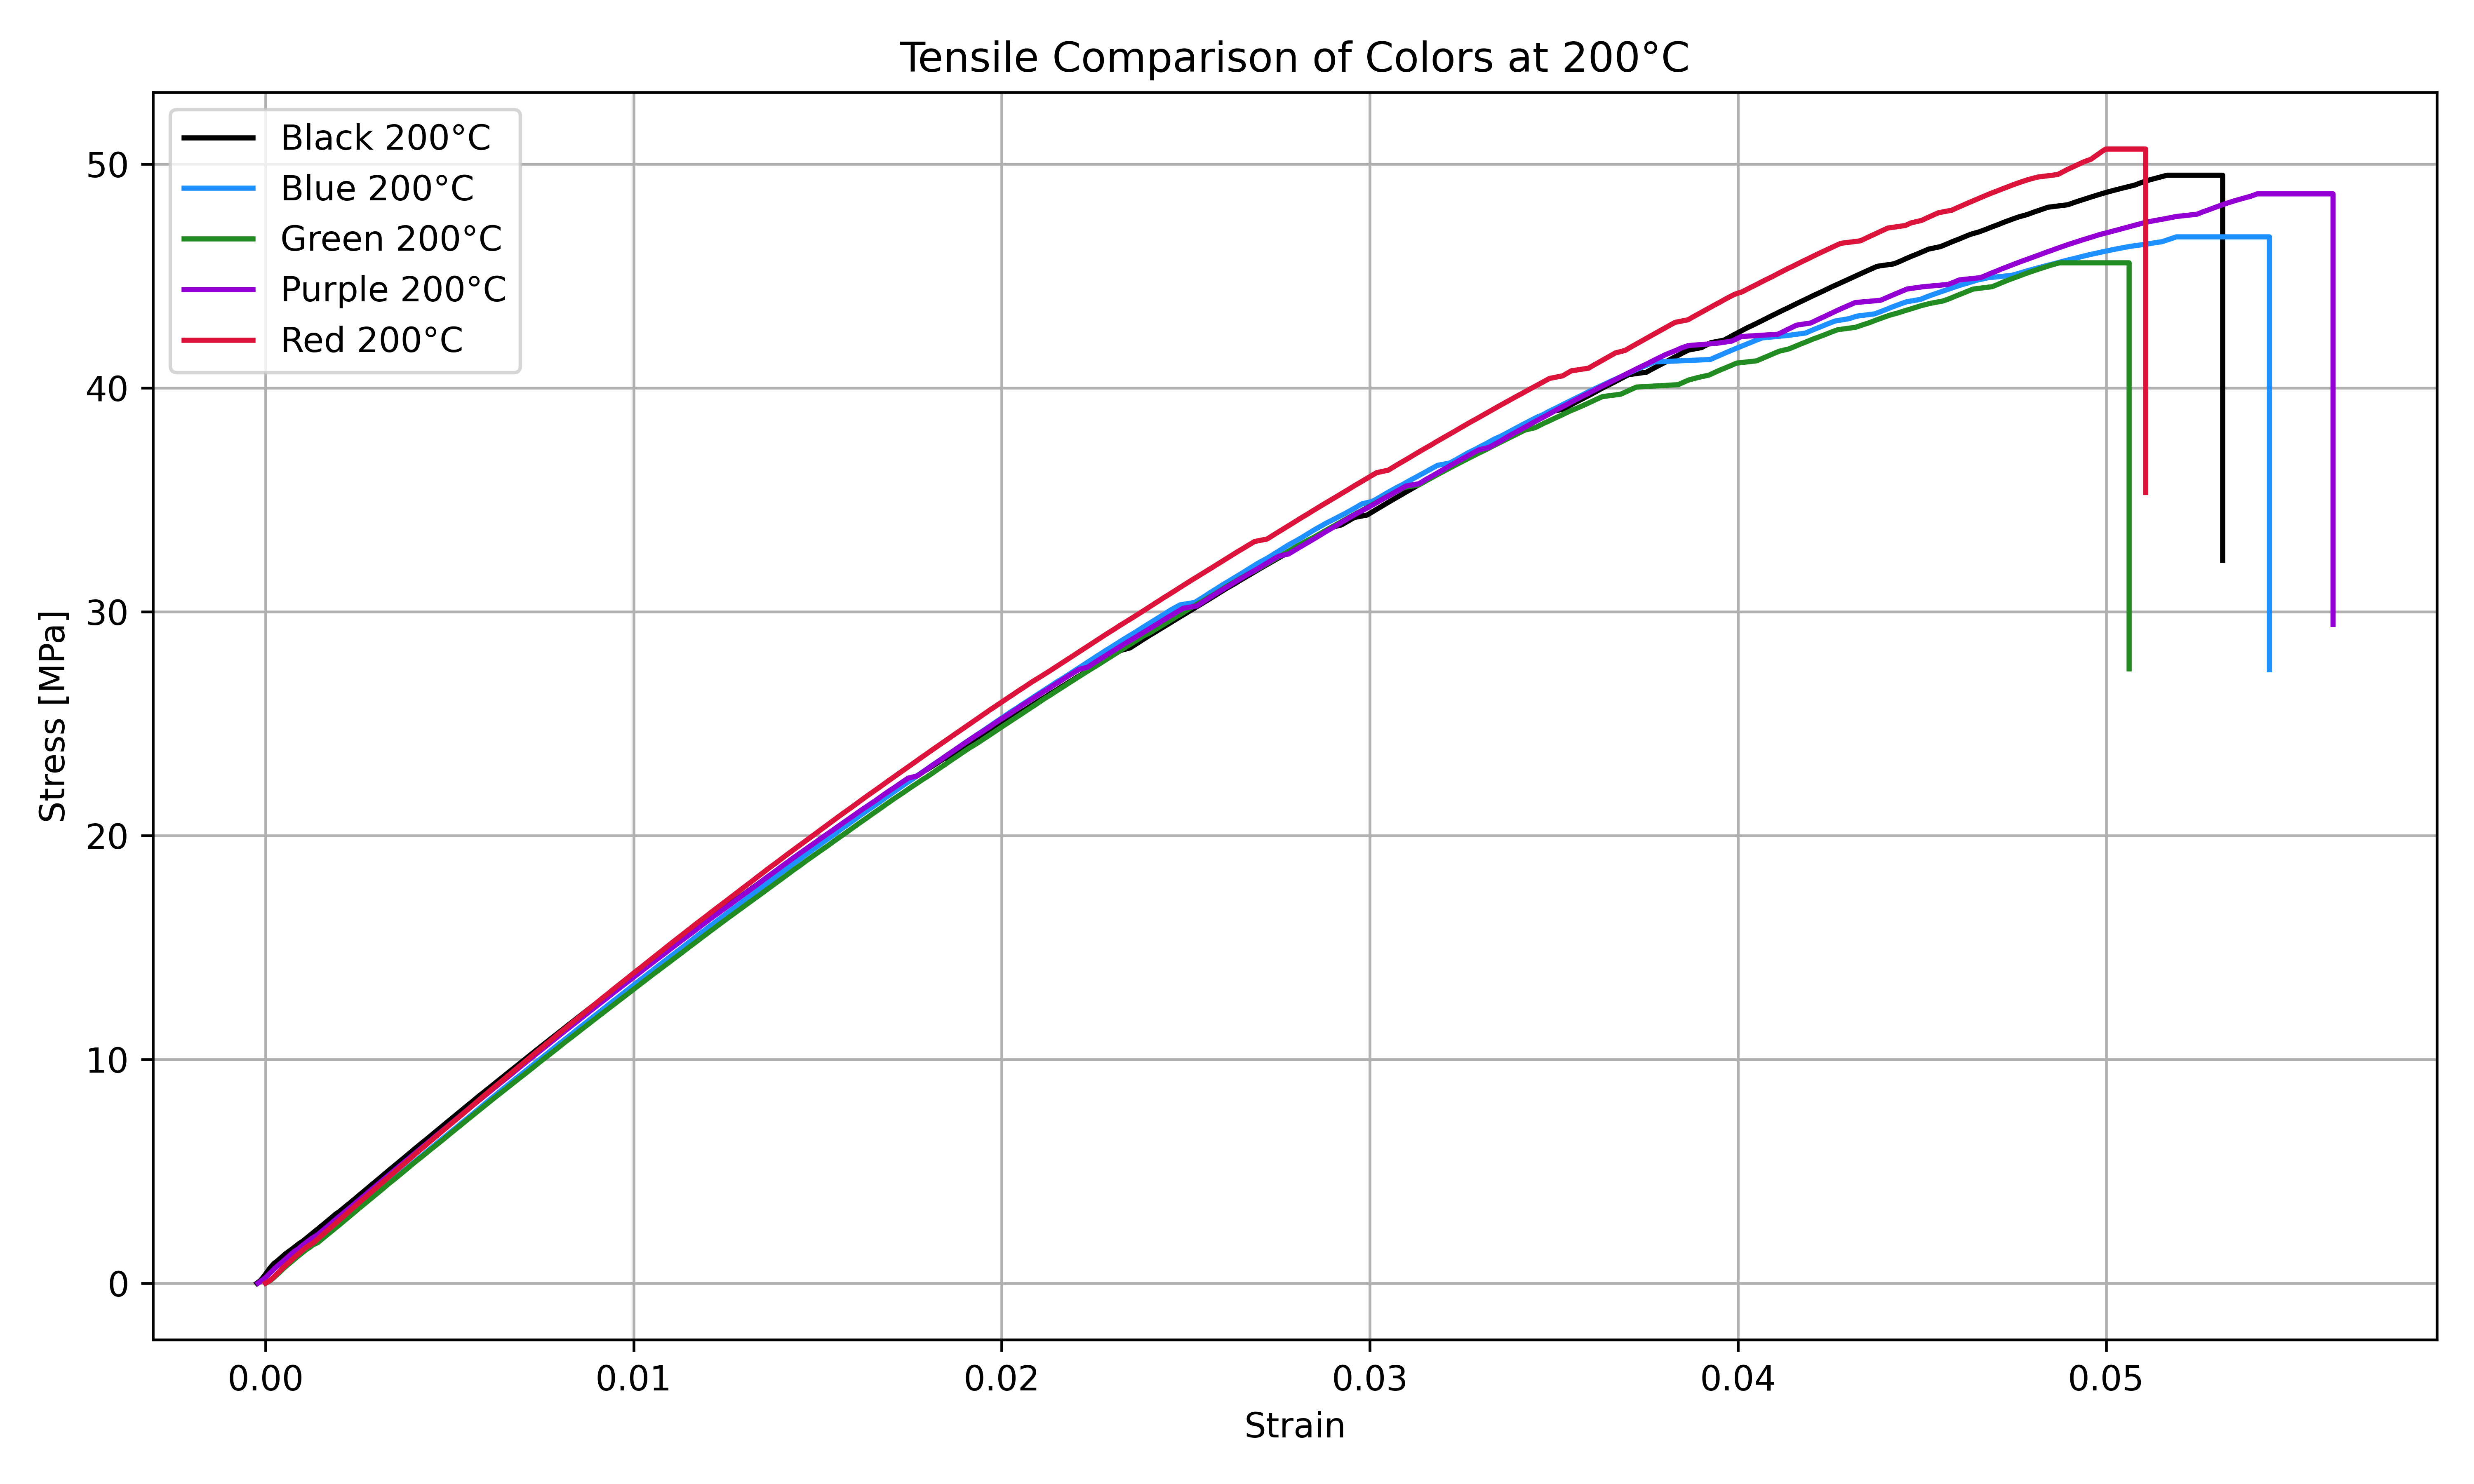 Tensile Comparison of Colors at 200°C
Black 200°C
Blue 200°C
Green 200°C
Purple 200°C
Red 200°C
50
40
30
20
10
0
Stress [MPa]
0.00 0.01 0.02 0.03 0.04 0.05
Strain